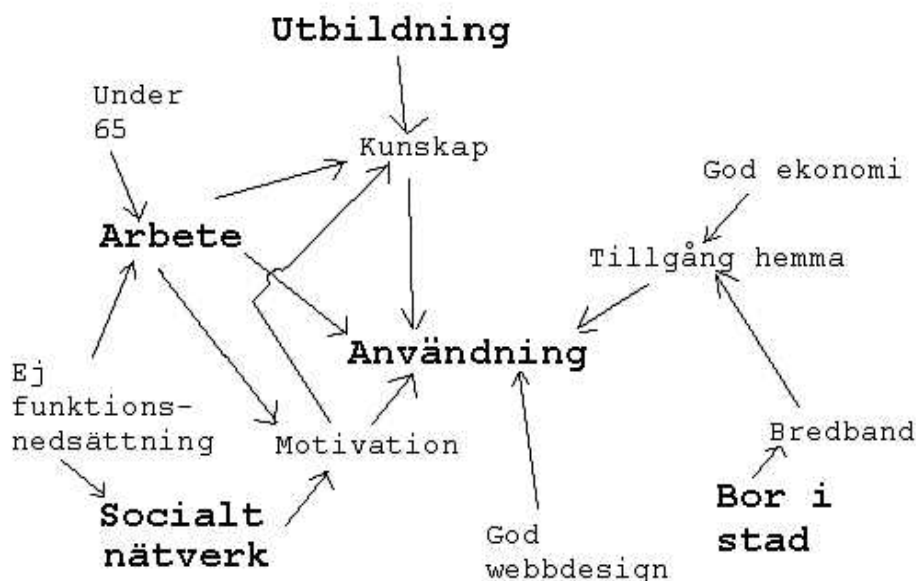 Utbildning
Under
65
Kunskap
God ekonomi
Arbete
Tillgång hemma
Användning
Ej
funktions-
nedsättning
Motivation
Bredband
Socialt
nätverk
Bor i
stad
God
webbdesign